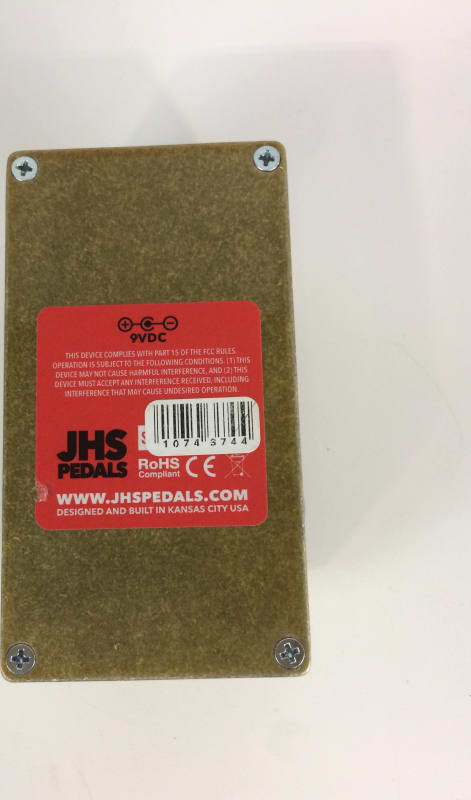 9VDC
THIS DEVICE COMPLIES WITH PART 15 OF THE FCC RULES.
OPERATION IS SUBJECT TO THE FOLLOWING CONDITIONS. (1) THIS
DEVICE MAY NOT CAUSE HARMFUL INTERFERENCE, AND (2) THIS
DEVICE MUST ACCEPT ANY INTERFERENCE RECEIVED, INCLUDING
INTERFERENCE THAT MAY CAUSE UNDESIRED OPERATION.
1074 3744
JHS
PEDALS
RoHS
Compliant
CE
WWW.JHSPEDALS.COM
DESIGNED AND BUILT IN KANSAS CITY USA